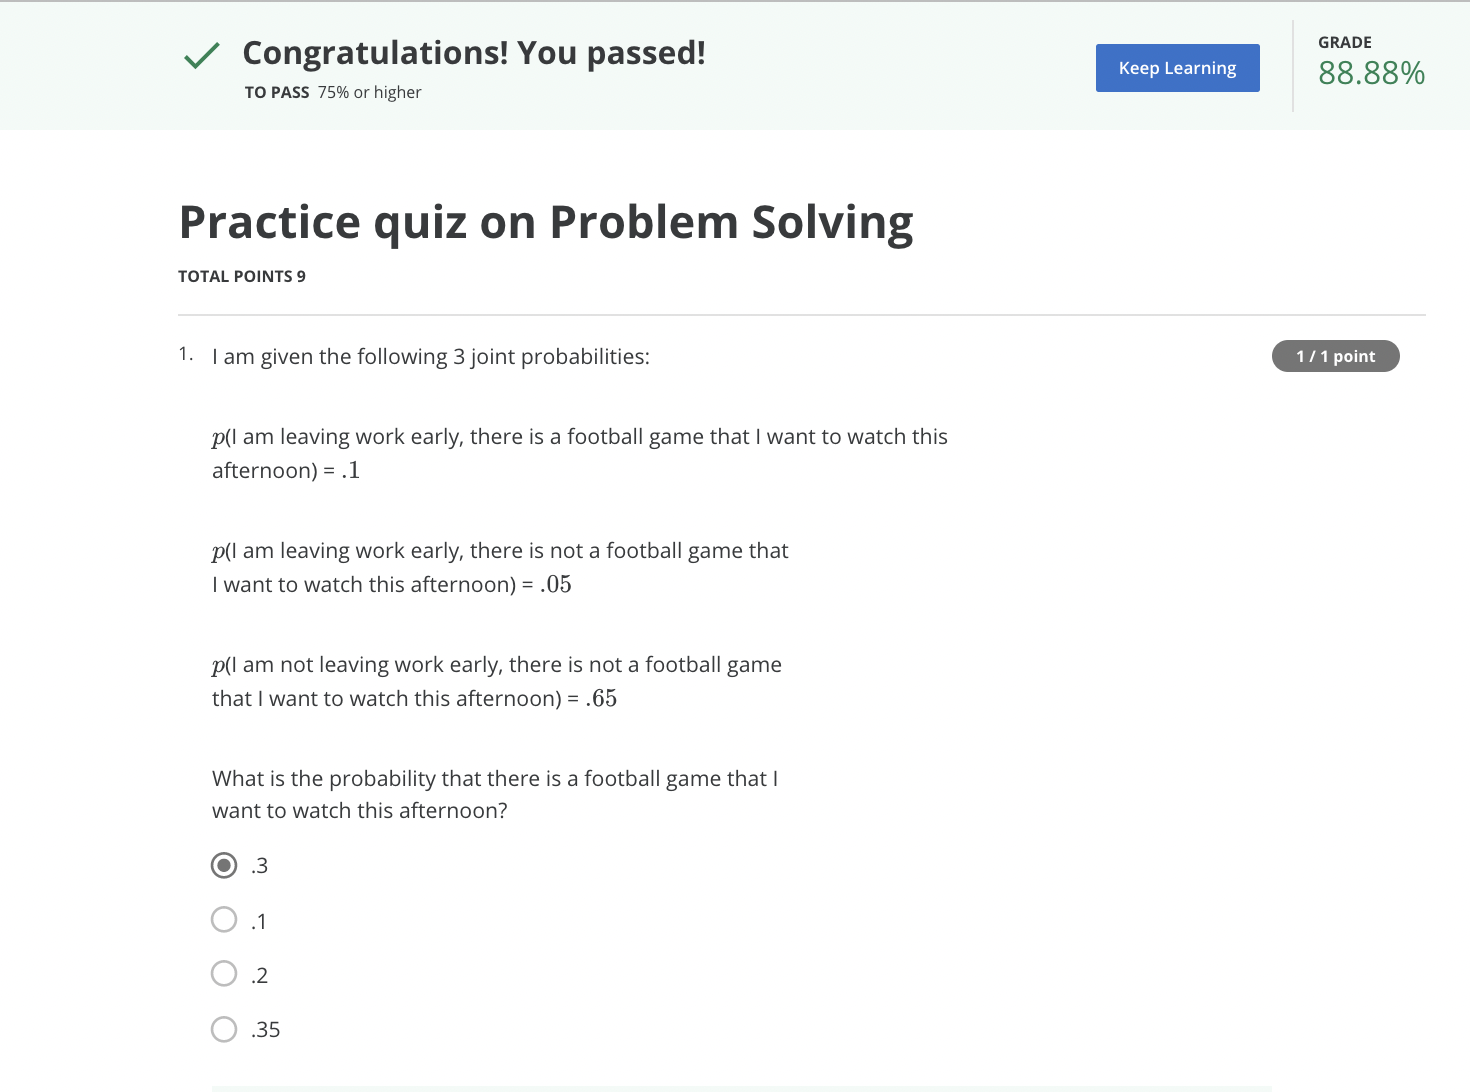 Congratulations! You passed!
TO PASS 75% or higher
Keep Learning
GRADE
88.88%
Practice quiz on Problem Solving
TOTAL POINTS 9
1. I am given the following 3 joint probabilities:
1 / 1 point
p(I am leaving work early, there is a football game that I want to watch this
afternoon) = .1
p(I am leaving work early, there is not a football game that
I want to watch this afternoon) = .05
p(I am not leaving work early, there is not a football game
that I want to watch this afternoon) = .65
What is the probability that there is a football game that I
want to watch this afternoon?
.3
.1
.2
.35